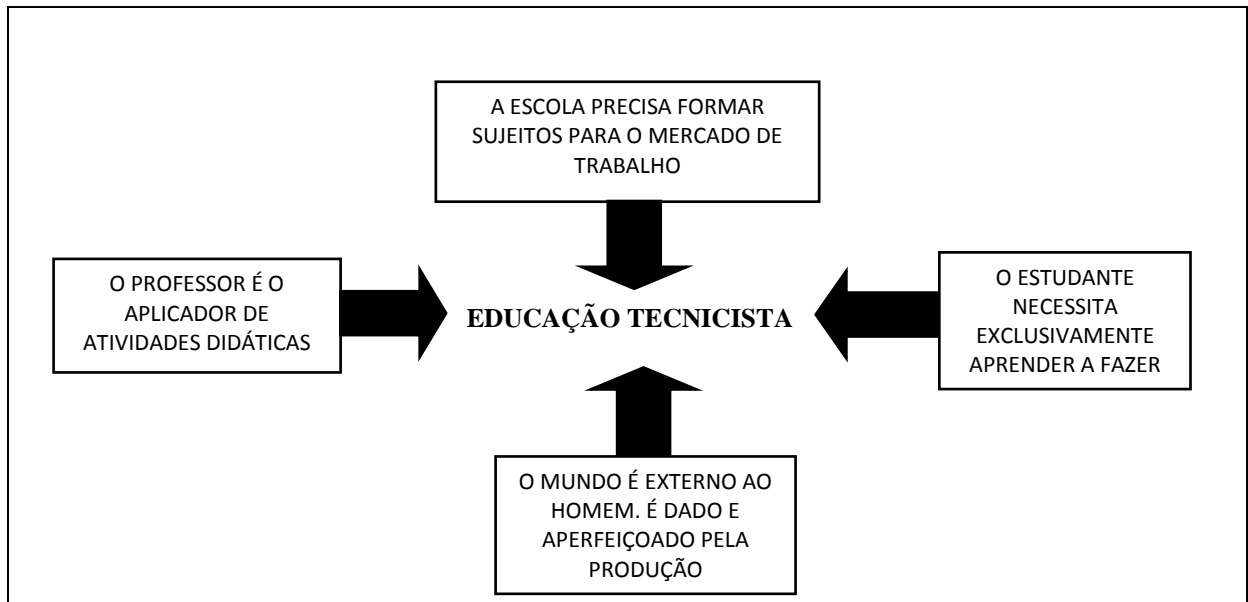 A ESCOLA PRECISA FORMAR
SUJEITOS PARA O MERCADO DE
TRABALHO
O PROFESSOR É O
APLICADOR DE
ATIVIDADES DIDÁTICAS
EDUCAÇÃO TECNICISTA
O ESTUDANTE
NECESSITA
EXCLUSIVAMENTE
APRENDER A FAZER
O MUNDO É EXTERNO AO
HOMEM. É DADO E
APERFEIÇOADO PELA
PRODUÇÃO